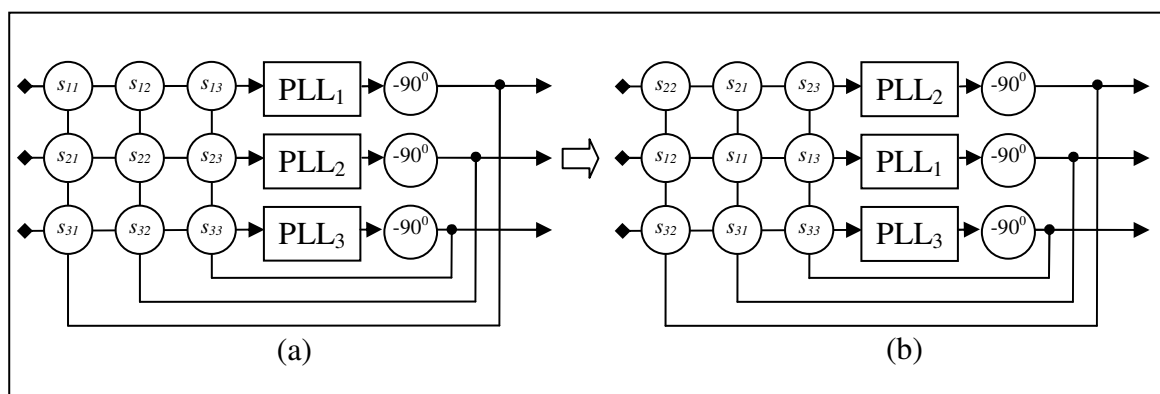 s₁₁ s₁₂ s₁₃ PLL₁ -90⁰
s₂₁ s₂₂ s₂₃ PLL₂ -90⁰
s₃₁ s₃₂ s₃₃ PLL₃ -90⁰
(a)
s₂₂ s₂₁ s₂₃ PLL₂ -90⁰
s₁₂ s₁₁ s₁₃ PLL₁ -90⁰
s₃₂ s₃₁ s₃₃ PLL₃ -90⁰
(b)